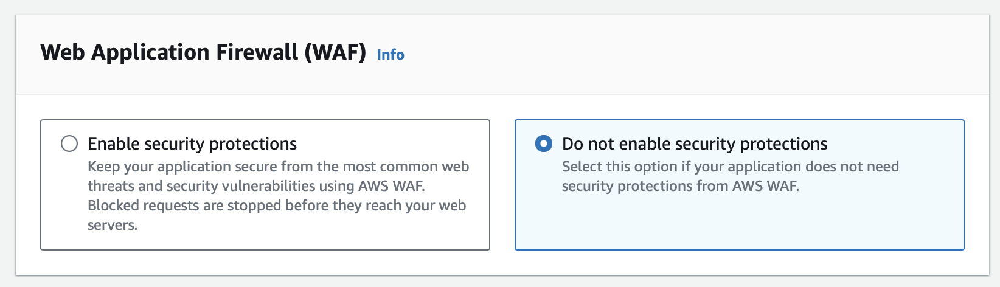 Web Application Firewall (WAF) Info
Enable security protections
Keep your application secure from the most common web
threats and security vulnerabilities using AWS WAF.
Blocked requests are stopped before they reach your web
servers.
Do not enable security protections
Select this option if your application does not need
security protections from AWS WAF.